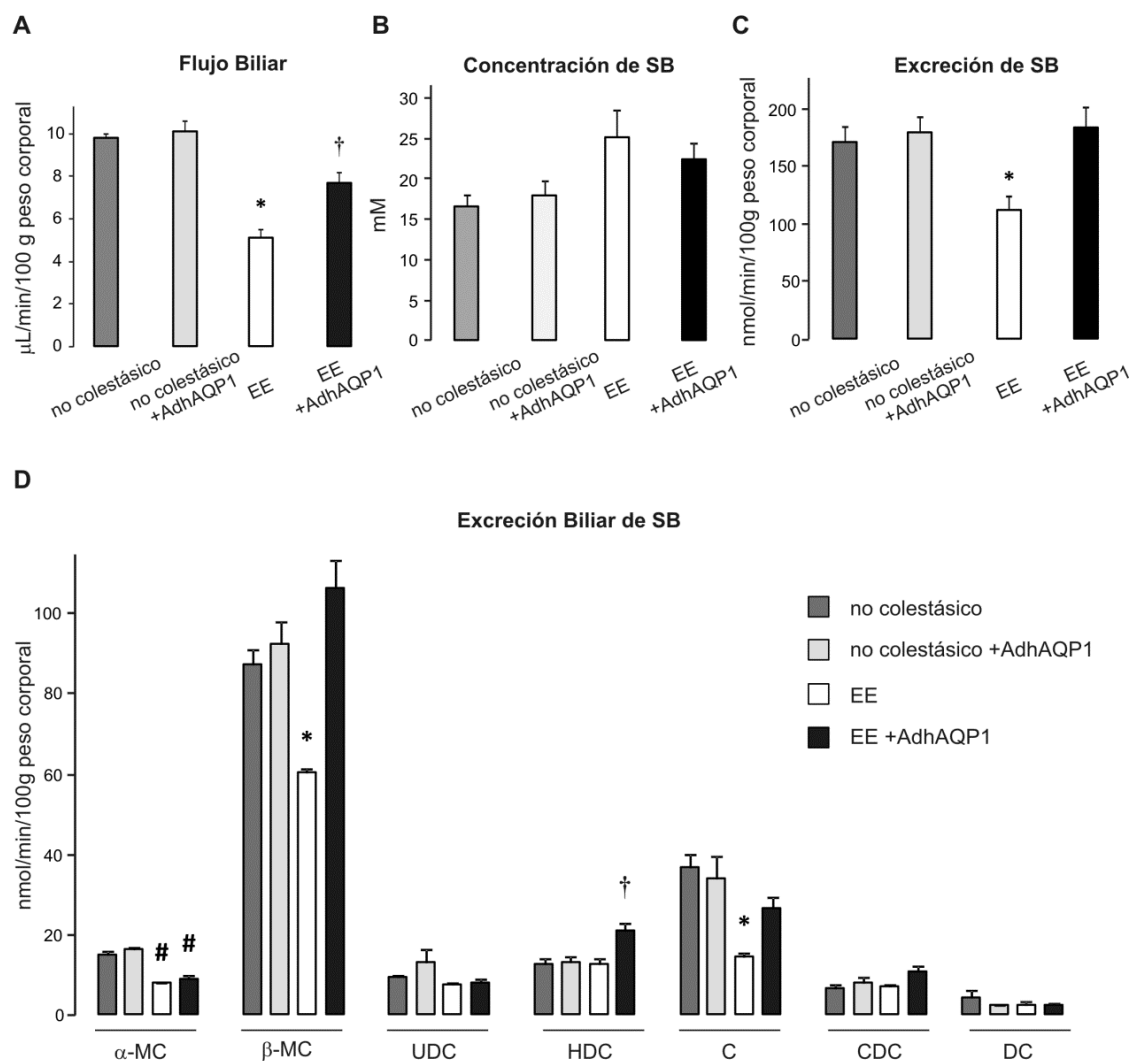 A
Flujo Biliar
µL/min/100 g peso corporal
10
8
6
4
2
0
*
†
no colestásico
no colestásico
+AdhAQP1
EE
EE
+AdhAQP1
B
Concentración de SB
mM
30
25
20
15
10
5
0
no colestásico
no colestásico
+AdhAQP1
EE
EE
+AdhAQP1
C
Excreción de SB
nmol/min/100g peso corporal
200
150
100
50
0
*
no colestásico
no colestásico
+AdhAQP1
EE
EE
+AdhAQP1
D
Excreción Biliar de SB
nmol/min/100g peso corporal
100
80
60
40
20
0
# #
*
†
*
no colestásico
no colestásico +AdhAQP1
EE
EE +AdhAQP1
α-MC β-MC UDC HDC C CDC DC